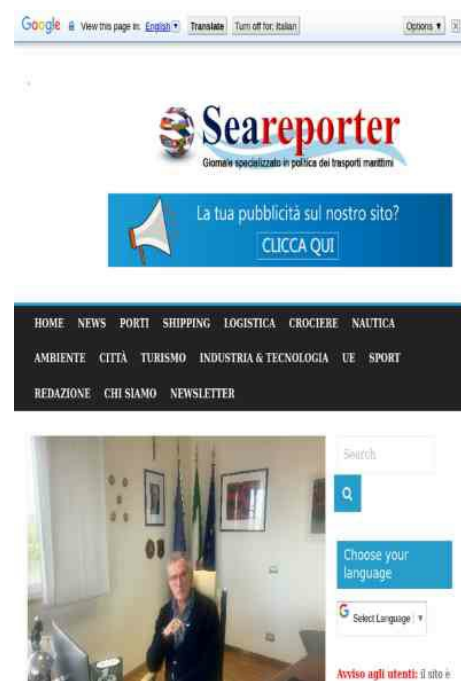 Google View this page in: English Translate Turn off for: Italian Options
Seareporter
Giornale specializzato in politica dei trasporti marittimi
La tua pubblicità sul nostro sito?
CLICCA QUI
HOME NEWS PORTI SHIPPING LOGISTICA CROCIERE NAUTICA
AMBIENTE CITTÀ TURISMO INDUSTRIA & TECNOLOGIA UE SPORT
REDAZIONE CHI SIAMO NEWSLETTER
Search
Choose your
language
G Select Language
Avviso agli utenti: il sito è